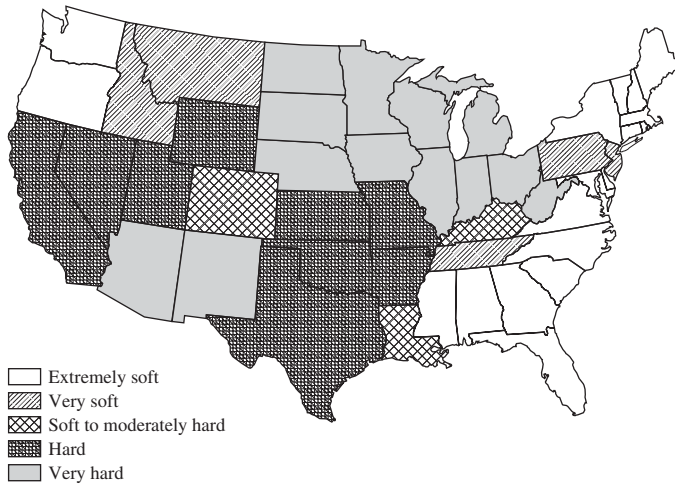 Extremely soft
Very soft
Soft to moderately hard
Hard
Very hard